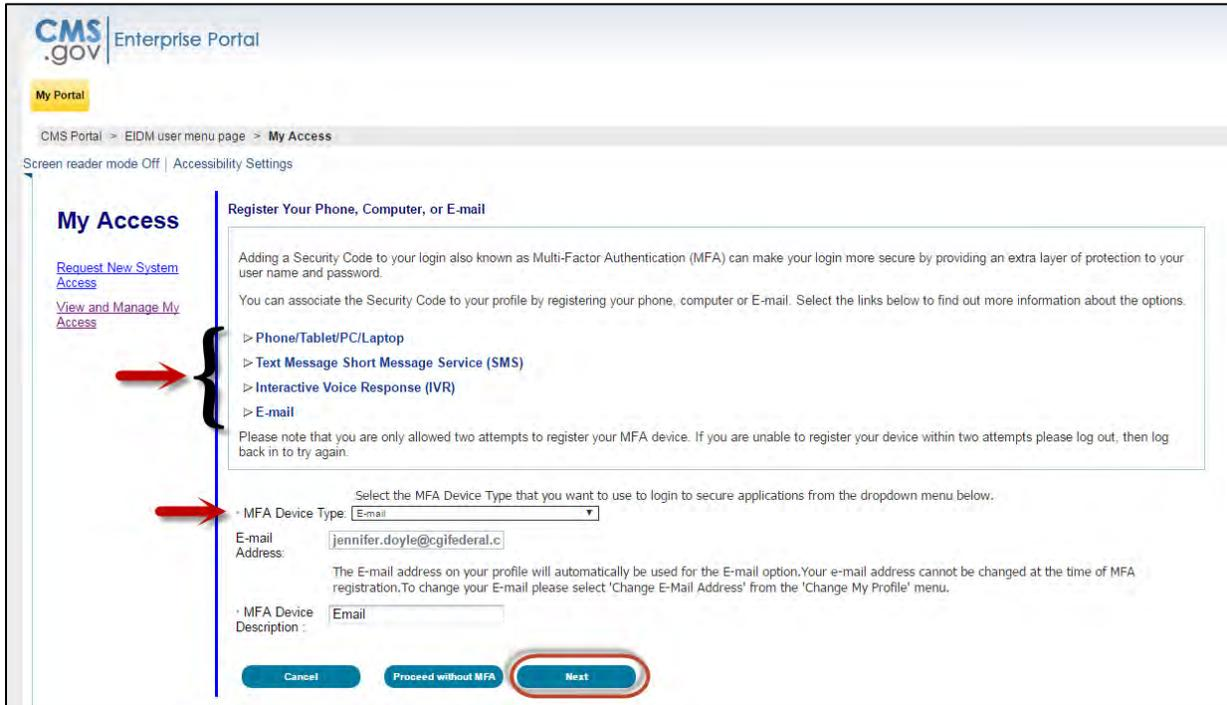 CMS
.gov
Enterprise Portal
My Portal
CMS Portal > EIDM user menu page > My Access
Screen reader mode Off | Accessibility Settings
My Access
Request New System
Access
View and Manage My
Access
Register Your Phone, Computer, or E-mail
Adding a Security Code to your login also known as Multi-Factor Authentication (MFA) can make your login more secure by providing an extra layer of protection to your
user name and password.
You can associate the Security Code to your profile by registering your phone, computer or E-mail. Select the links below to find out more information about the options.
Phone/Tablet/PC/Laptop
Text Message Short Message Service (SMS)
Interactive Voice Response (IVR)
E-mail
Please note that you are only allowed two attempts to register your MFA device. If you are unable to register your device within two attempts please log out, then log
back in to try again.
Select the MFA Device Type that you want to use to login to secure applications from the dropdown menu below.
MFA Device Type: E-mail
E-mail
Address:
jennifer.doyle@cgifederal.c
The E-mail address on your profile will automatically be used for the E-mail option.Your e-mail address cannot be changed at the time of MFA
registration.To change your E-mail please select 'Change E-Mail Address' from the 'Change My Profile' menu.
MFA Device
Description :
Email
Cancel
Proceed without MFA
Next